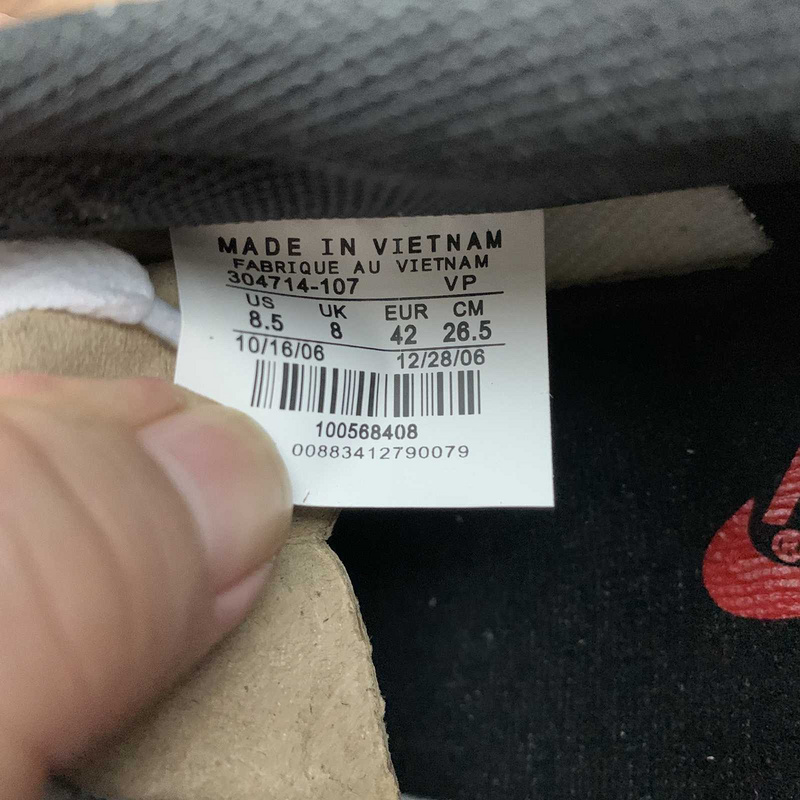 MADE IN VIETNAM
FABRIQUE AU VIETNAM
304714-107 VP
US UK EUR CM
8.5 8 42 26.5
10/16/06 12/28/06
100568408
00883412790079
®